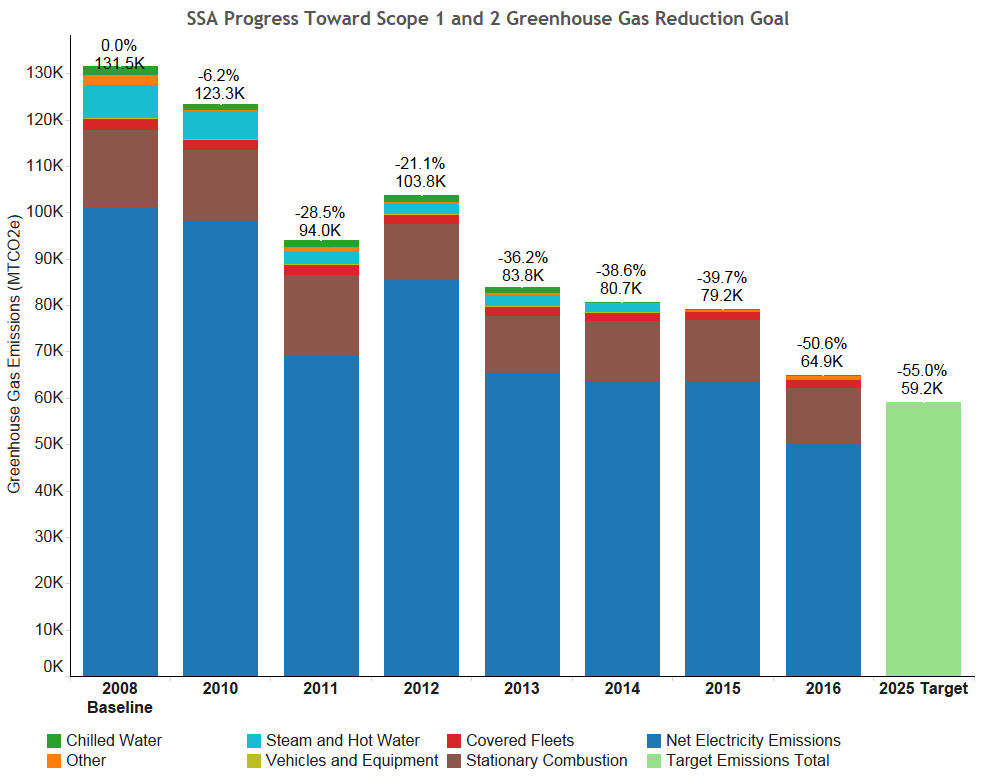 SSA Progress Toward Scope 1 and 2 Greenhouse Gas Reduction Goal
Greenhouse Gas Emissions (MTCO2e)
130K
120K
110K
100K
90K
80K
70K
60K
50K
40K
30K
20K
10K
0K
0.0%
131.5K
-6.2%
123.3K
-28.5%
94.0K
-21.1%
103.8K
-36.2%
83.8K
-38.6%
80.7K
-39.7%
79.2K
-50.6%
64.9K
-55.0%
59.2K
2008 Baseline
2010
2011
2012
2013
2014
2015
2016
2025 Target
Chilled Water
Steam and Hot Water
Covered Fleets
Net Electricity Emissions
Other
Vehicles and Equipment
Stationary Combustion
Target Emissions Total